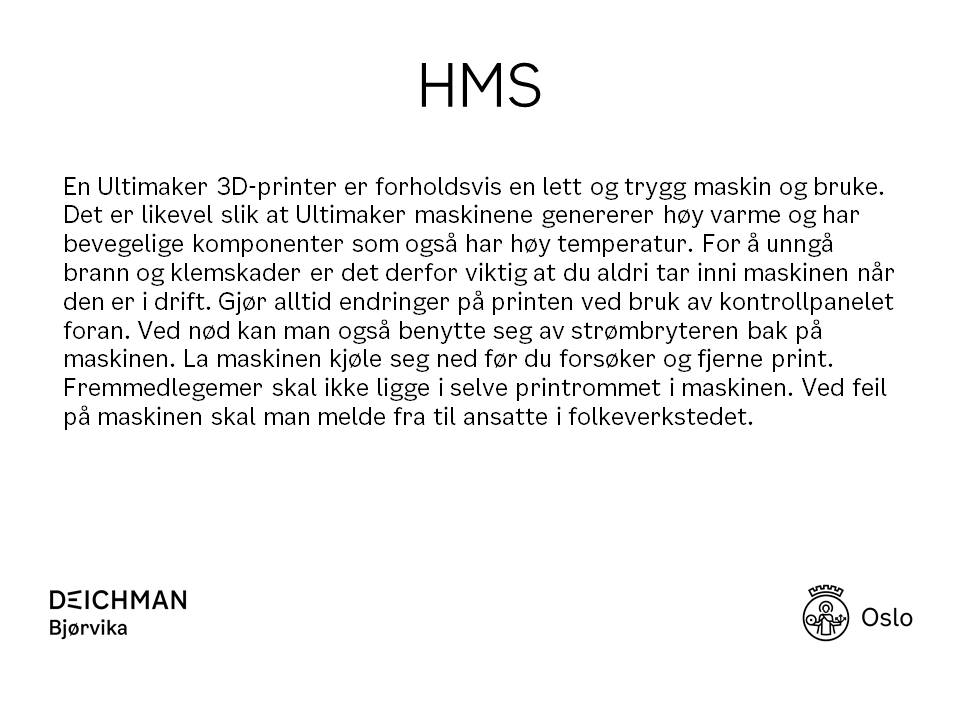 HMS
En Ultimaker 3D-printer er forholdsvis en lett og trygg maskin og bruke.
Det er likevel slik at Ultimaker maskinene genererer høy varme og har
bevegelige komponenter som også har høy temperatur. For å unngå
brann og klemskader er det derfor viktig at du aldri tar inni maskinen når
den er i drift. Gjør alltid endringer på printen ved bruk av kontrollpanelet
foran. Ved nød kan man også benytte seg av strømbryteren bak på
maskinen. La maskinen kjøle seg ned før du forsøker og fjerne print.
Fremmedlegemer skal ikke ligge i selve printrommet i maskinen. Ved feil
på maskinen skal man melde fra til ansatte i folkeverkstedet.
DEICHMAN
Bjørvika
Oslo